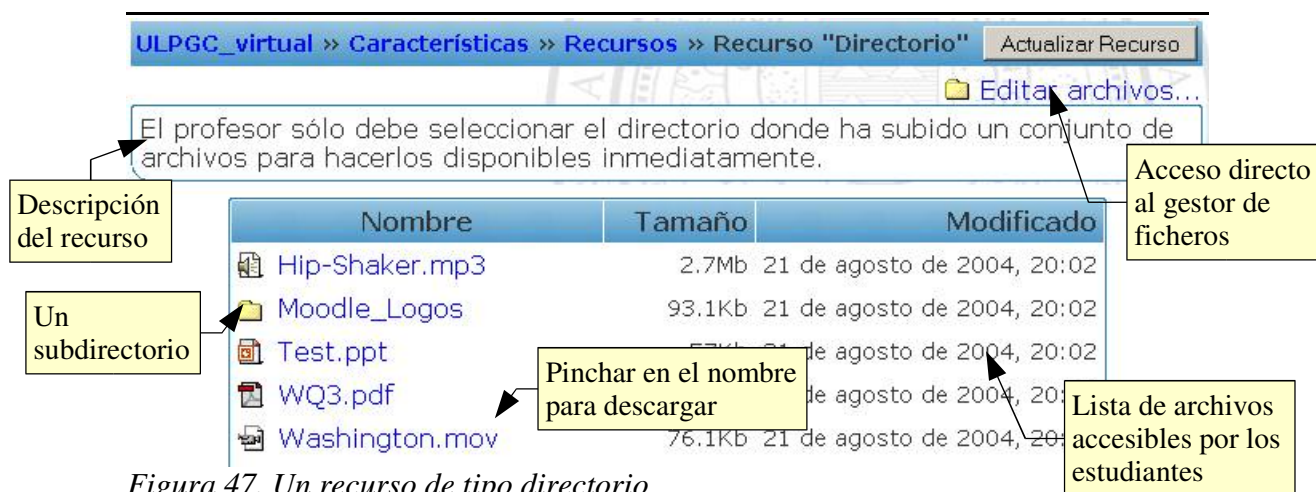 ULPGC_virtual » Características » Recursos » Recurso "Directorio" Actualizar Recurso
Editar archivos...
El profesor sólo debe seleccionar el directorio donde ha subido un conjunto de
archivos para hacerlos disponibles inmediatamente.
Acceso directo
al gestor de
ficheros
Descripción
del recurso
Nombre Tamaño Modificado
Hip-Shaker.mp3 2.7Mb 21 de agosto de 2004, 20:02
Moodle_Logos 93.1Kb 21 de agosto de 2004, 20:02
Un
subdirectorio
Test.ppt de agosto de 2004, 20:02
Pinchar en el nombre
para descargar
WQ3.pdf de agosto de 2004,
Washington.mov 76.1Kb 21 de agosto de 2004,
Lista de archivos
accesibles por los
estudiantes
Figura 47. Un recurso de tipo directorio